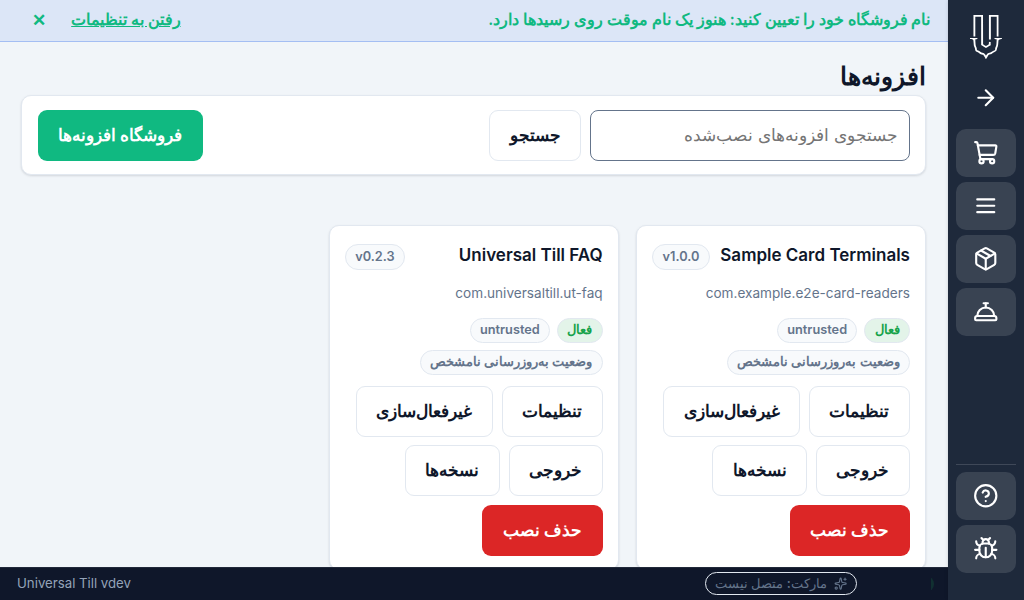 نام فروشگاه خود را تعیین کنید: هنوز یک نام موقت روی رسیدها دارد.
رفتن به تنظیمات
✕
افزونه‌ها
جستجوی افزونه‌های نصب‌شده
جستجو
فروشگاه افزونه‌ها
Sample Card Terminals
v1.0.0
com.example.e2e-card-readers
فعال
untrusted
وضعیت به‌روزرسانی نامشخص
تنظیمات
غیرفعال‌سازی
خروجی
نسخه‌ها
حذف نصب
Universal Till FAQ
v0.2.3
com.universaltill.ut-faq
فعال
untrusted
وضعیت به‌روزرسانی نامشخص
تنظیمات
غیرفعال‌سازی
خروجی
نسخه‌ها
حذف نصب
مارکت: متصل نیست
Universal Till vdev